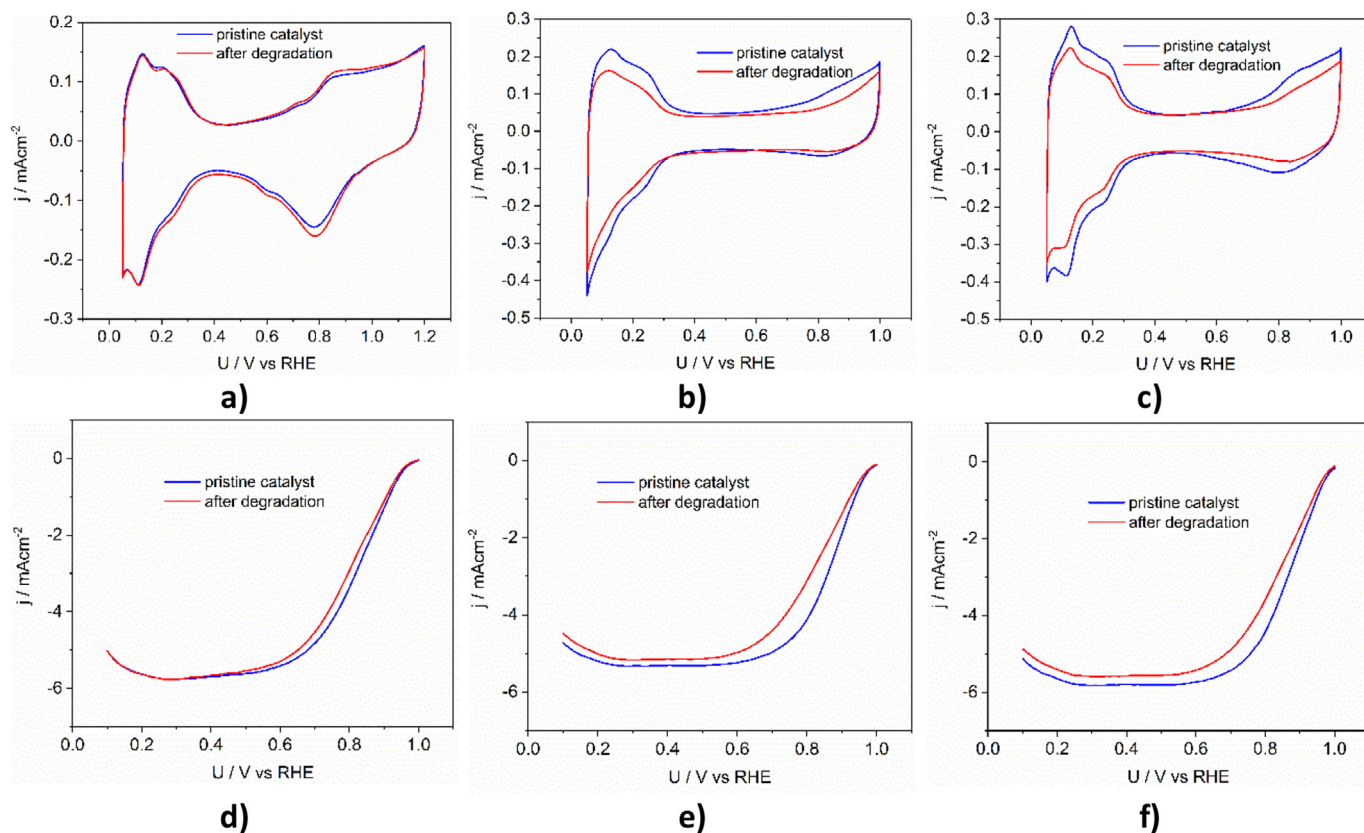 0.2
0.1
0.0
-0.1
-0.2
-0.3
j / mAcm⁻²
pristine catalyst
after degradation
0.0 0.2 0.4 0.6 0.8 1.0 1.2
U / V vs RHE
a)
0.3
0.2
0.1
0.0
-0.1
-0.2
-0.3
-0.4
-0.5
j / mAcm⁻²
pristine catalyst
after degradation
0.0 0.2 0.4 0.6 0.8 1.0
U / V vs RHE
b)
0.3
0.2
0.1
0.0
-0.1
-0.2
-0.3
-0.4
-0.5
j / mAcm⁻²
pristine catalyst
after degradation
0.0 0.2 0.4 0.6 0.8 1.0
U / V vs RHE
c)
0
-2
-4
-6
j / mAcm⁻²
pristine catalyst
after degradation
0.0 0.2 0.4 0.6 0.8 1.0
U / V vs RHE
d)
0
-2
-4
-6
j / mAcm⁻²
pristine catalyst
after degradation
0.0 0.2 0.4 0.6 0.8 1.0
U / V vs RHE
e)
0
-2
-4
-6
j / mAcm⁻²
pristine catalyst
after degradation
0.0 0.2 0.4 0.6 0.8 1.0
U / V vs RHE
f)